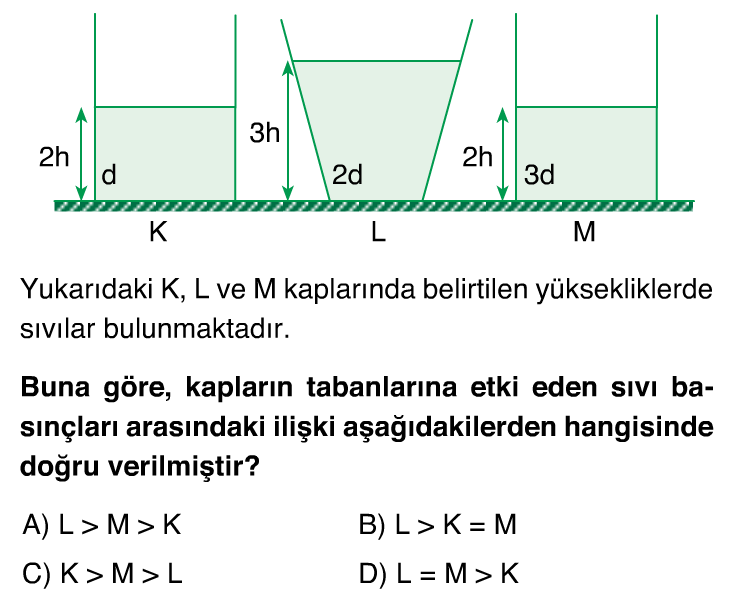 2h
d
3h
2d
2h
3d
K
L
M
Yukarıdaki K, L ve M kaplarında belirtilen yüksekliklerde
sıvılar bulunmaktadır.
Buna göre, kapların tabanlarına etki eden sıvı ba-
sınçları arasındaki ilişki aşağıdakilerden hangisinde
doğru verilmiştir?
A) L > M > K
B) L > K = M
C) K > M > L
D) L = M > K